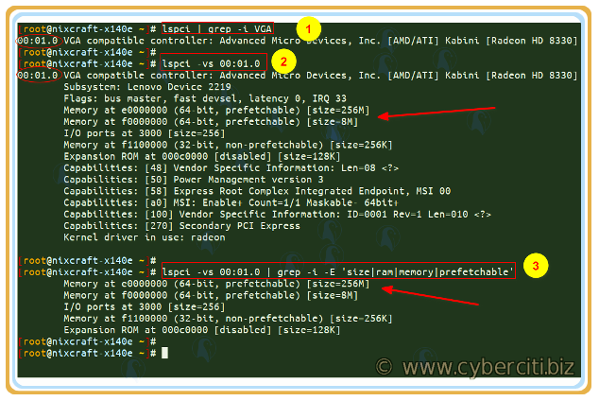 [root@nixcraft-x140e ~]# lspci | grep -i VGA
1
00:01.0 VGA compatible controller: Advanced Micro Devices, Inc. [AMD/ATI] Kabini [Radeon HD 8330]
[root@nixcraft-x140e ~]#
[root@nixcraft-x140e ~]# lspci -vs 00:01.0
2
00:01.0 VGA compatible controller: Advanced Micro Devices, Inc. [AMD/ATI] Kabini [Radeon HD 8330]
Subsystem: Lenovo Device 2219
Flags: bus master, fast devsel, latency 0, IRQ 33
Memory at e0000000 (64-bit, prefetchable) [size=256M]
Memory at f0000000 (64-bit, prefetchable) [size=8M]
I/O ports at 3000 [size=256]
Memory at f1100000 (32-bit, non-prefetchable) [size=256K]
Expansion ROM at 000c0000 [disabled] [size=128K]
Capabilities: [48] Vendor Specific Information: Len=08 <?>
Capabilities: [50] Power Management version 3
Capabilities: [58] Express Root Complex Integrated Endpoint, MSI 00
Capabilities: [a0] MSI: Enable+ Count=1/1 Maskable- 64bit+
Capabilities: [100] Vendor Specific Information: ID=0001 Rev=1 Len=010 <?>
Capabilities: [270] Secondary PCI Express
Kernel driver in use: radeon
[root@nixcraft-x140e ~]#
[root@nixcraft-x140e ~]# lspci -vs 00:01.0 | grep -i -E 'size|ram|memory|prefetchable'
3
Memory at e0000000 (64-bit, prefetchable) [size=256M]
Memory at f0000000 (64-bit, prefetchable) [size=8M]
I/O ports at 3000 [size=256]
Memory at f1100000 (32-bit, non-prefetchable) [size=256K]
Expansion ROM at 000c0000 [disabled] [size=128K]
[root@nixcraft-x140e ~]#
[root@nixcraft-x140e ~]#
© www.cyberciti.biz